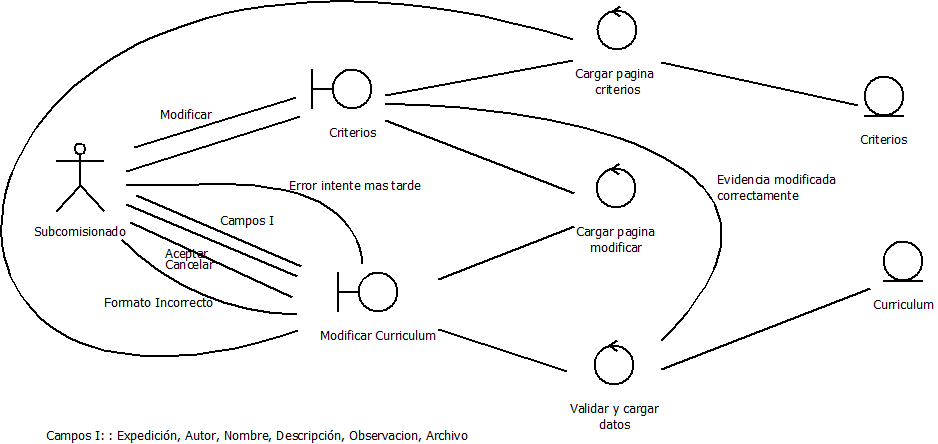 Cargar pagina
criterios
Modificar
Criterios
Criterios
Error intente mas tarde
Evidencia modificada
correctamente
Campos I
Subcomisionado
Cargar pagina
modificar
Aceptar
Cancelar
Formato Incorrecto
Curriculum
Modificar Curriculum
Validar y cargar
datos
Campos I: : Expedición, Autor, Nombre, Descripción, Observacion, Archivo